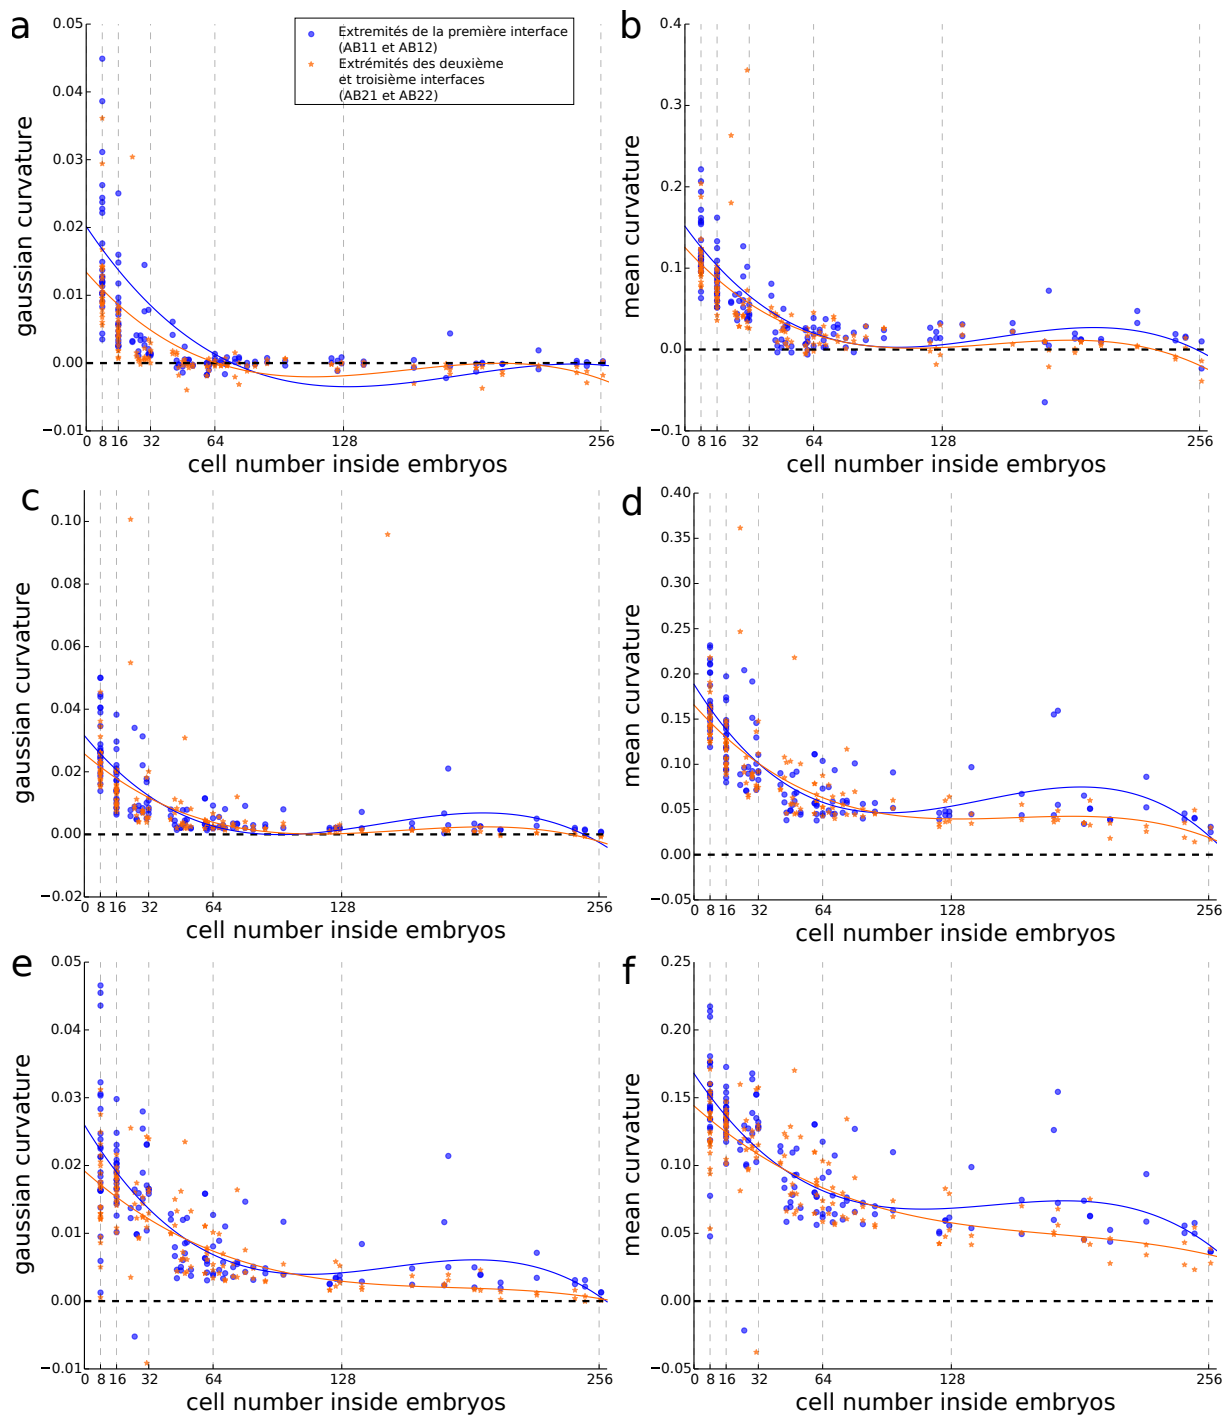 a
0.05
0.04
0.03
0.02
0.01
0.00
−0.01
gaussian curvature
Extremités de la première interface
(AB11 et AB12)
Extrémités des deuxième
et troisième interfaces
(AB21 et AB22)
0 8 16 32 64 128 256
cell number inside embryos
b
0.4
0.3
0.2
0.1
0.0
−0.1
mean curvature
0 8 16 32 64 128 256
cell number inside embryos
c
0.10
0.08
0.06
0.04
0.02
0.00
−0.02
gaussian curvature
0 8 16 32 64 128 256
cell number inside embryos
d
0.40
0.35
0.30
0.25
0.20
0.15
0.10
0.05
0.00
−0.05
mean curvature
0 8 16 32 64 128 256
cell number inside embryos
e
0.05
0.04
0.03
0.02
0.01
0.00
−0.01
gaussian curvature
0 8 16 32 64 128 256
cell number inside embryos
f
0.25
0.20
0.15
0.10
0.05
0.00
−0.05
mean curvature
0 8 16 32 64 128 256
cell number inside embryos